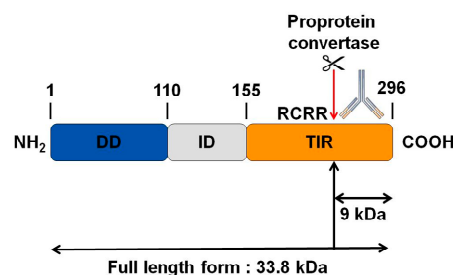 Proprotein
convertase
1 110 155 296
RCRR
NH₂ DD ID TIR COOH
9 kDa
Full length form : 33.8 kDa